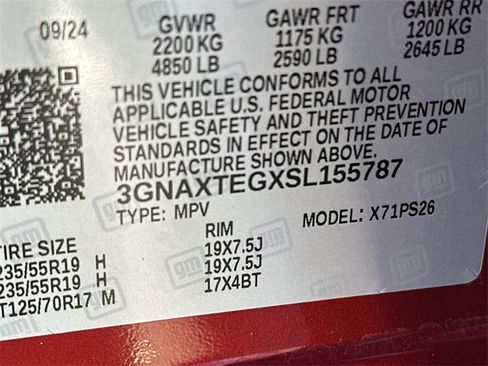 09/24
GVWR GAWR FRT GAWR RR
2200 KG 1175 KG 1200 KG
4850 LB 2590 LB 2645 LB
THIS VEHICLE CONFORMS TO ALL
APPLICABLE U.S. FEDERAL MOTOR
VEHICLE SAFETY AND THEFT PREVENTION
STANDARDS IN EFFECT ON THE DATE OF
MANUFACTURE SHOWN ABOVE.
3GNAXTEGXSL155787
TYPE: MPV MODEL: X71PS26
TIRE SIZE RIM
235/55R19 H 19X7.5J
235/55R19 H 19X7.5J
T125/70R17 M 17X4BT
gm